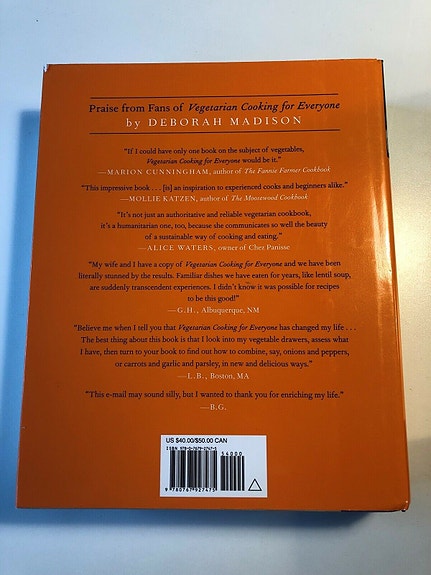 Praise from Fans of Vegetarian Cooking for Everyone
by DEBORAH MADISON
"If I could have only one book on the subject of vegetables,
Vegetarian Cooking for Everyone would be it."
—MARION CUNNINGHAM, author of The Fannie Farmer Cookbook
"This impressive book . . . [is] an inspiration to experienced cooks and beginners alike."
—MOLLIE KATZEN, author of The Moosewood Cookbook
"It's not just an authoritative and reliable vegetarian cookbook,
it's a humanitarian one, too, because she communicates so well the beauty
of a sustainable way of cooking and eating."
—ALICE WATERS, owner of Chez Panisse
"My wife and I have a copy of Vegetarian Cooking for Everyone and we have been
literally stunned by the results. Familiar dishes we have eaten for years, like lentil soup,
are suddenly transcendent experiences. I didn't know it was possible for recipes
to be this good!"
—G.H., Albuquerque, NM
"Believe me when I tell you that Vegetarian Cooking for Everyone has changed my life . . .
The best thing about this book is that I look into my vegetable drawers, assess what
I have, then turn to your book to find out how to combine, say, onions and peppers,
or carrots and garlic and parsley, in new and delicious ways."
—L.B., Boston, MA
"This e-mail may sound silly, but I wanted to thank you for enriching my life."
—B.G.
US $40.00/$50.00 CAN
ISBN 978-0-7679-2747-5
54000
9 780767 927475